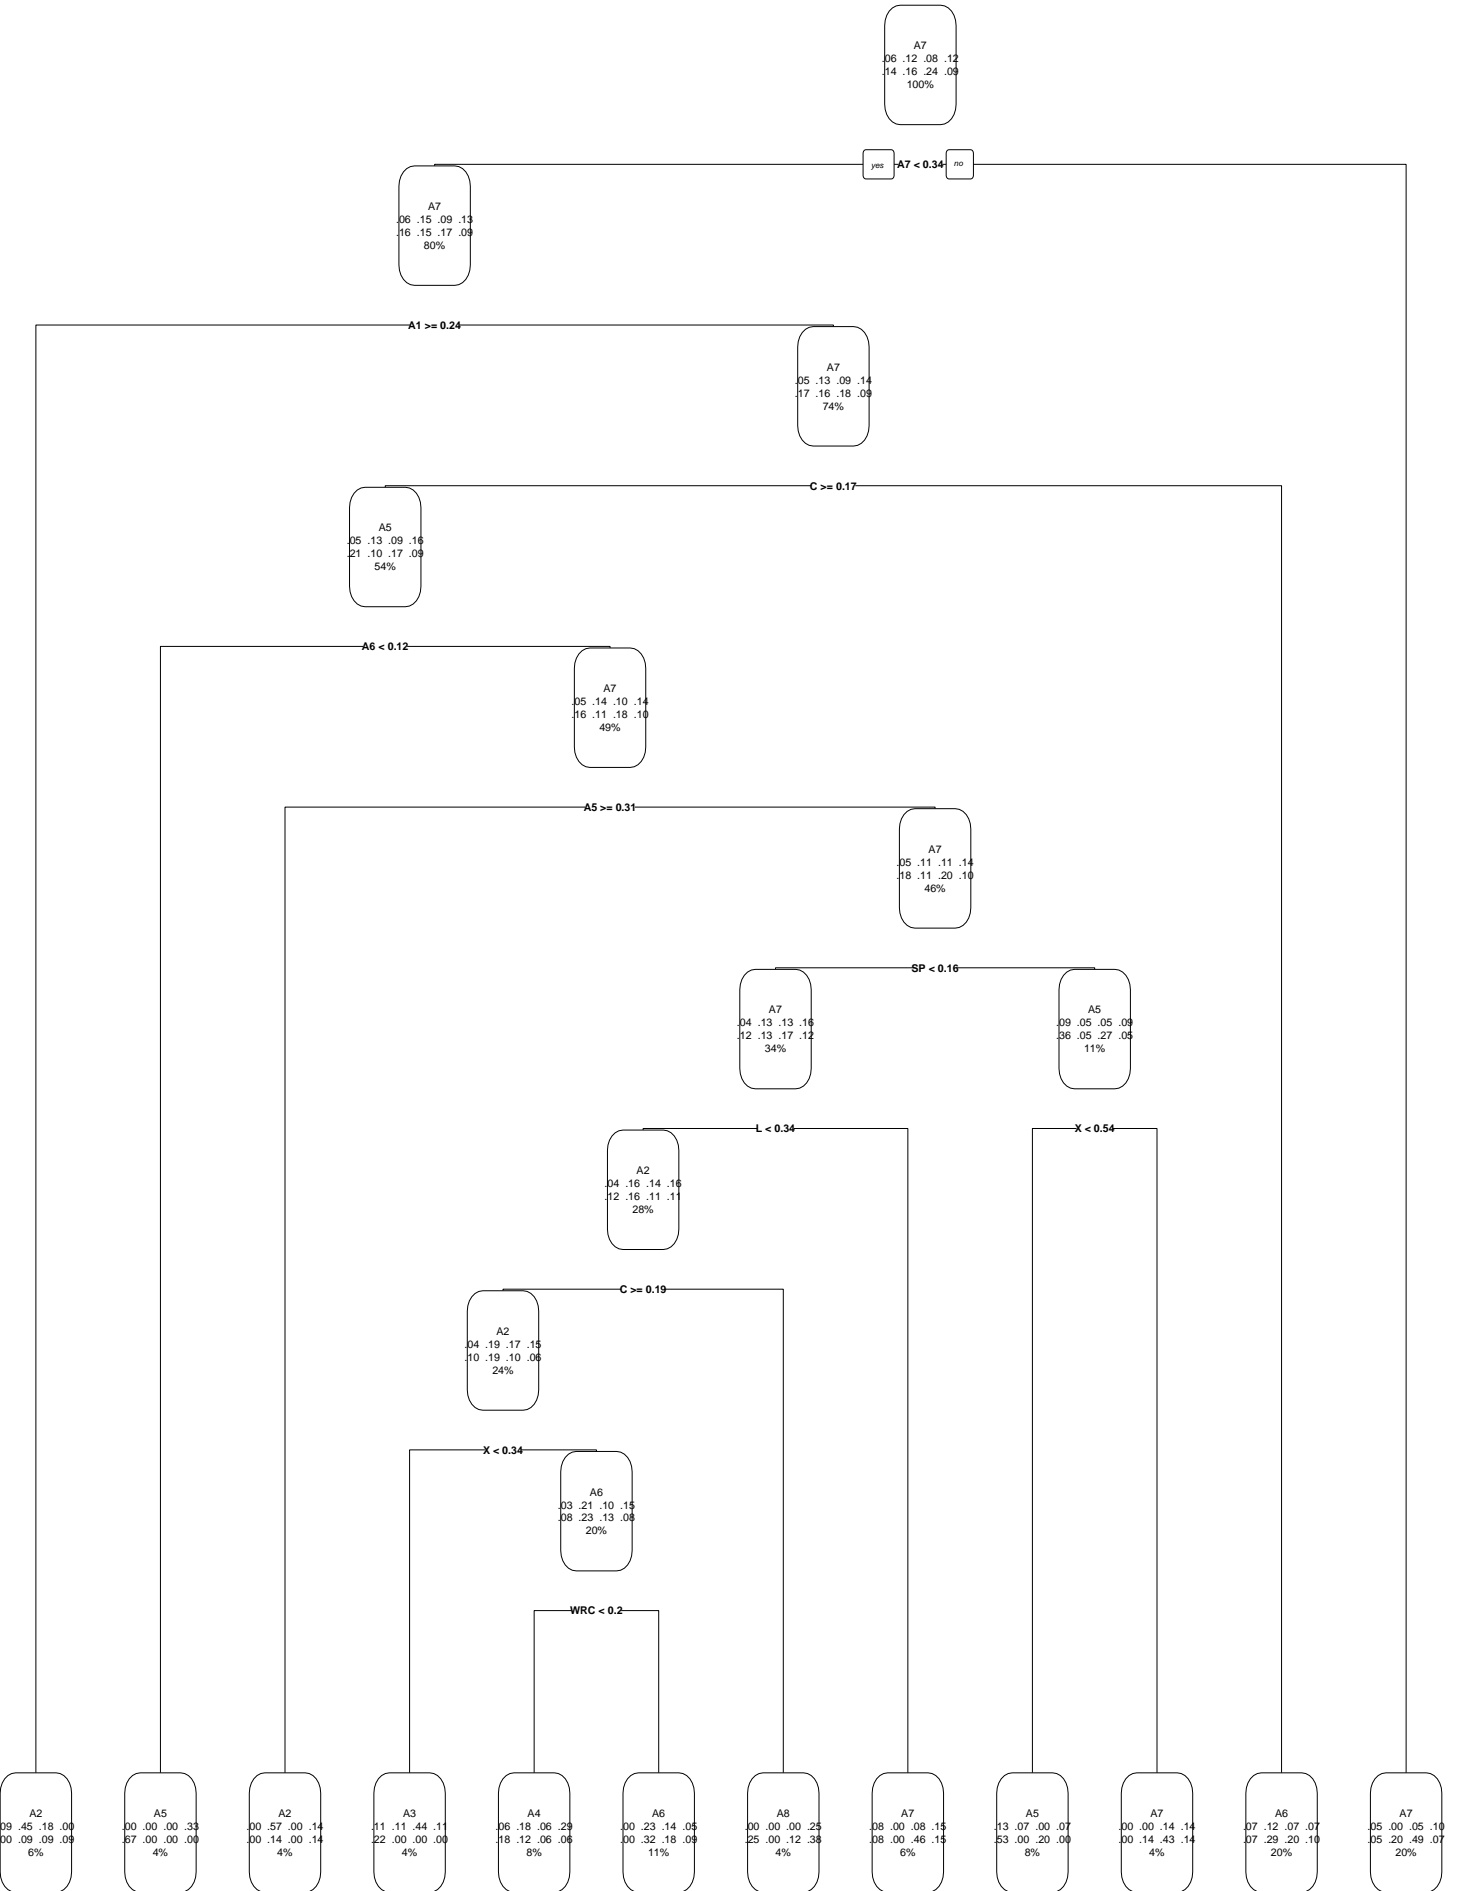 A7
.06 .12 .08 .12
.14 .16 .24 .09
100%
yes
A7 < 0.34
no
A7
.06 .15 .09 .13
.16 .15 .17 .09
80%
A1 >= 0.24
A7
.05 .13 .09 .14
.17 .16 .18 .09
74%
C >= 0.17
A5
.05 .13 .09 .16
.21 .10 .17 .09
54%
A6 < 0.12
A7
.05 .14 .10 .14
.16 .11 .18 .10
49%
A5 >= 0.31
A7
.05 .11 .11 .14
.18 .11 .20 .10
46%
SP < 0.16
A7
.04 .13 .13 .16
.12 .13 .17 .12
34%
A5
.09 .05 .05 .09
.36 .05 .27 .05
11%
L < 0.34
X < 0.54
A2
.04 .16 .14 .16
.12 .16 .11 .11
28%
C >= 0.19
A2
.04 .19 .17 .15
.10 .19 .10 .06
24%
X < 0.34
A6
.03 .21 .10 .15
.08 .23 .13 .08
20%
WRC < 0.2
A2
09 .45 .18 .00
00 .09 .09 .09
6%
A5
.00 .00 .00 .33
.67 .00 .00 .00
4%
A2
.00 .57 .00 .14
.00 .14 .00 .14
4%
A3
.11 .11 .44 .11
.22 .00 .00 .00
4%
A4
.06 .18 .06 .29
.18 .12 .06 .06
8%
A6
.00 .23 .14 .05
.00 .32 .18 .09
11%
A8
.00 .00 .00 .25
.25 .00 .12 .38
4%
A7
.08 .00 .08 .15
.08 .00 .46 .15
6%
A5
.13 .07 .00 .07
.53 .00 .20 .00
8%
A7
.00 .00 .14 .14
.00 .14 .43 .14
4%
A6
.07 .12 .07 .07
.07 .29 .20 .10
20%
A7
.05 .00 .05 .10
.05 .20 .49 .07
20%